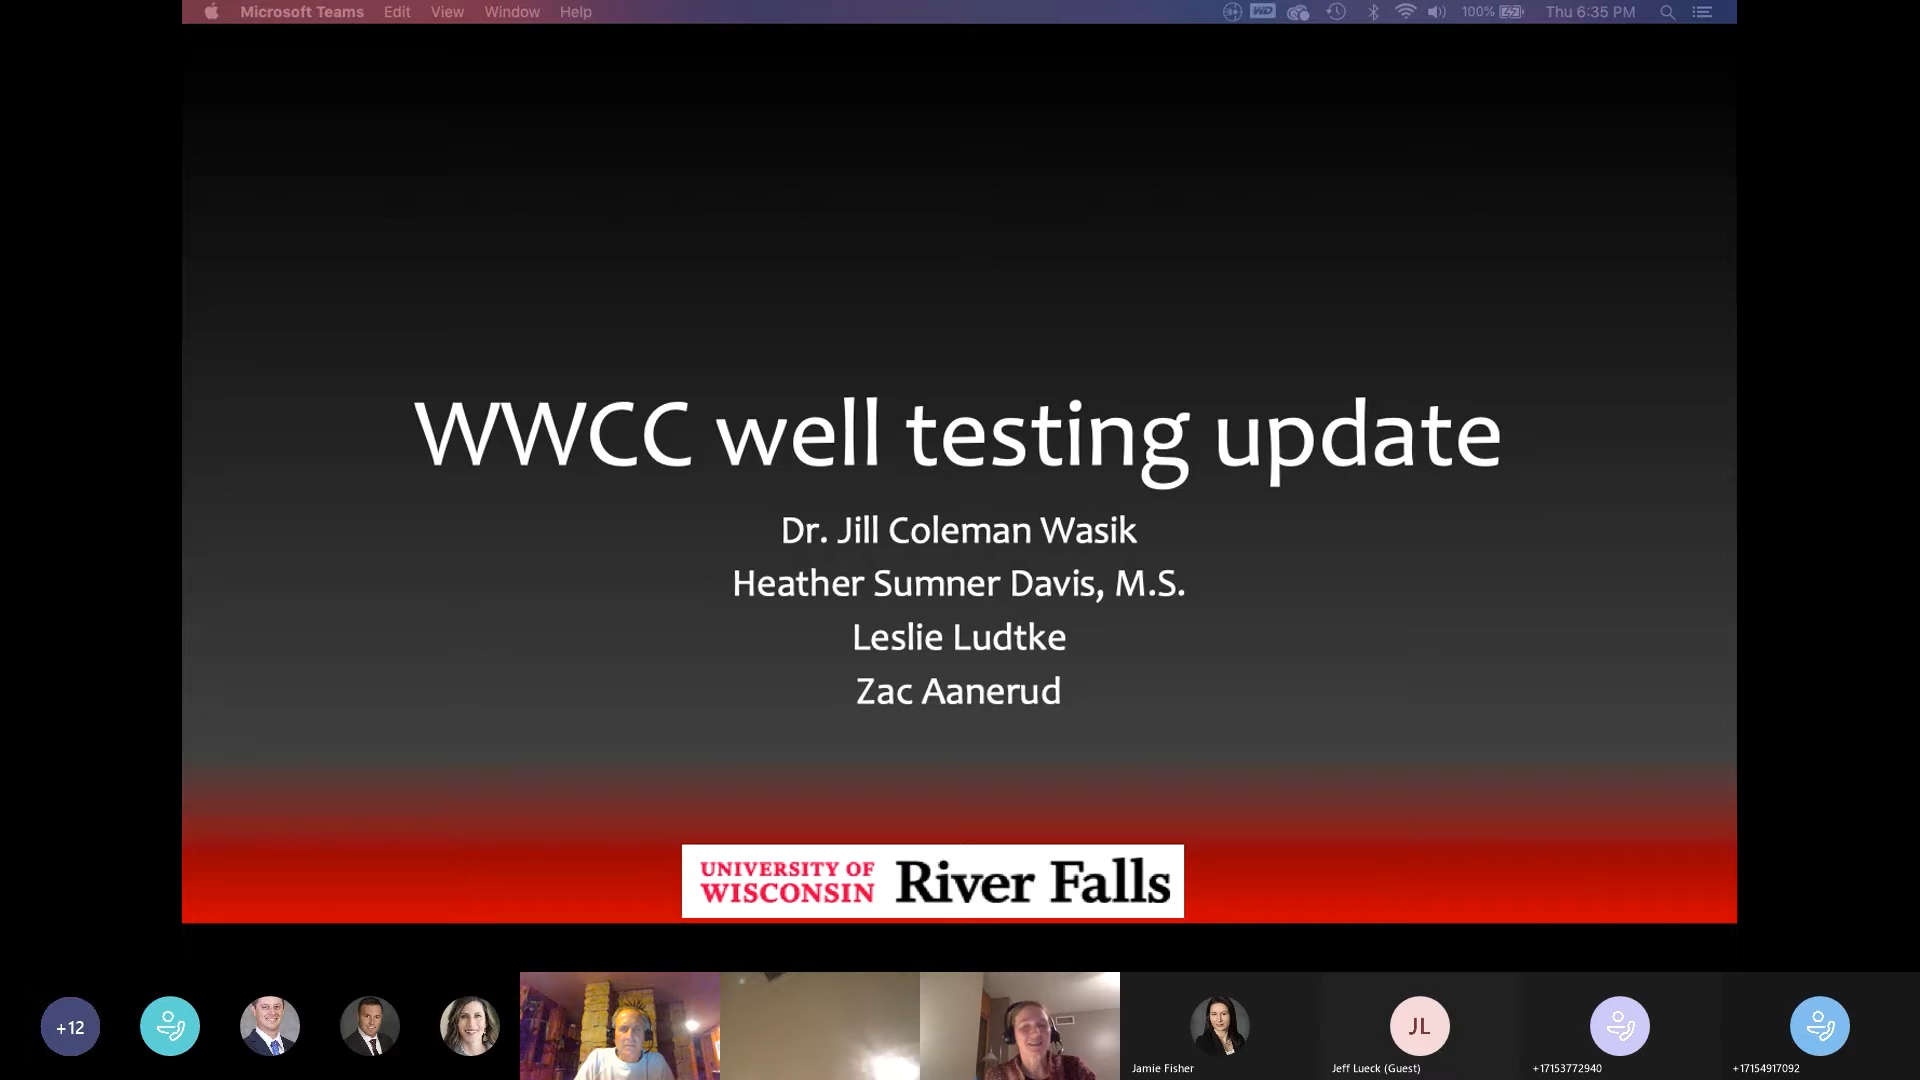 Microsoft Teams Edit View Window Help
WD 100% Thu 6:35 PM
WWCC well testing update
Dr. Jill Coleman Wasik
Heather Sumner Davis, M.S.
Leslie Ludtke
Zac Aanerud
UNIVERSITY OF
WISCONSIN
River Falls
+12
JL
Jamie Fisher
Jeff Lueck (Guest)
+17153772940
+17154917092